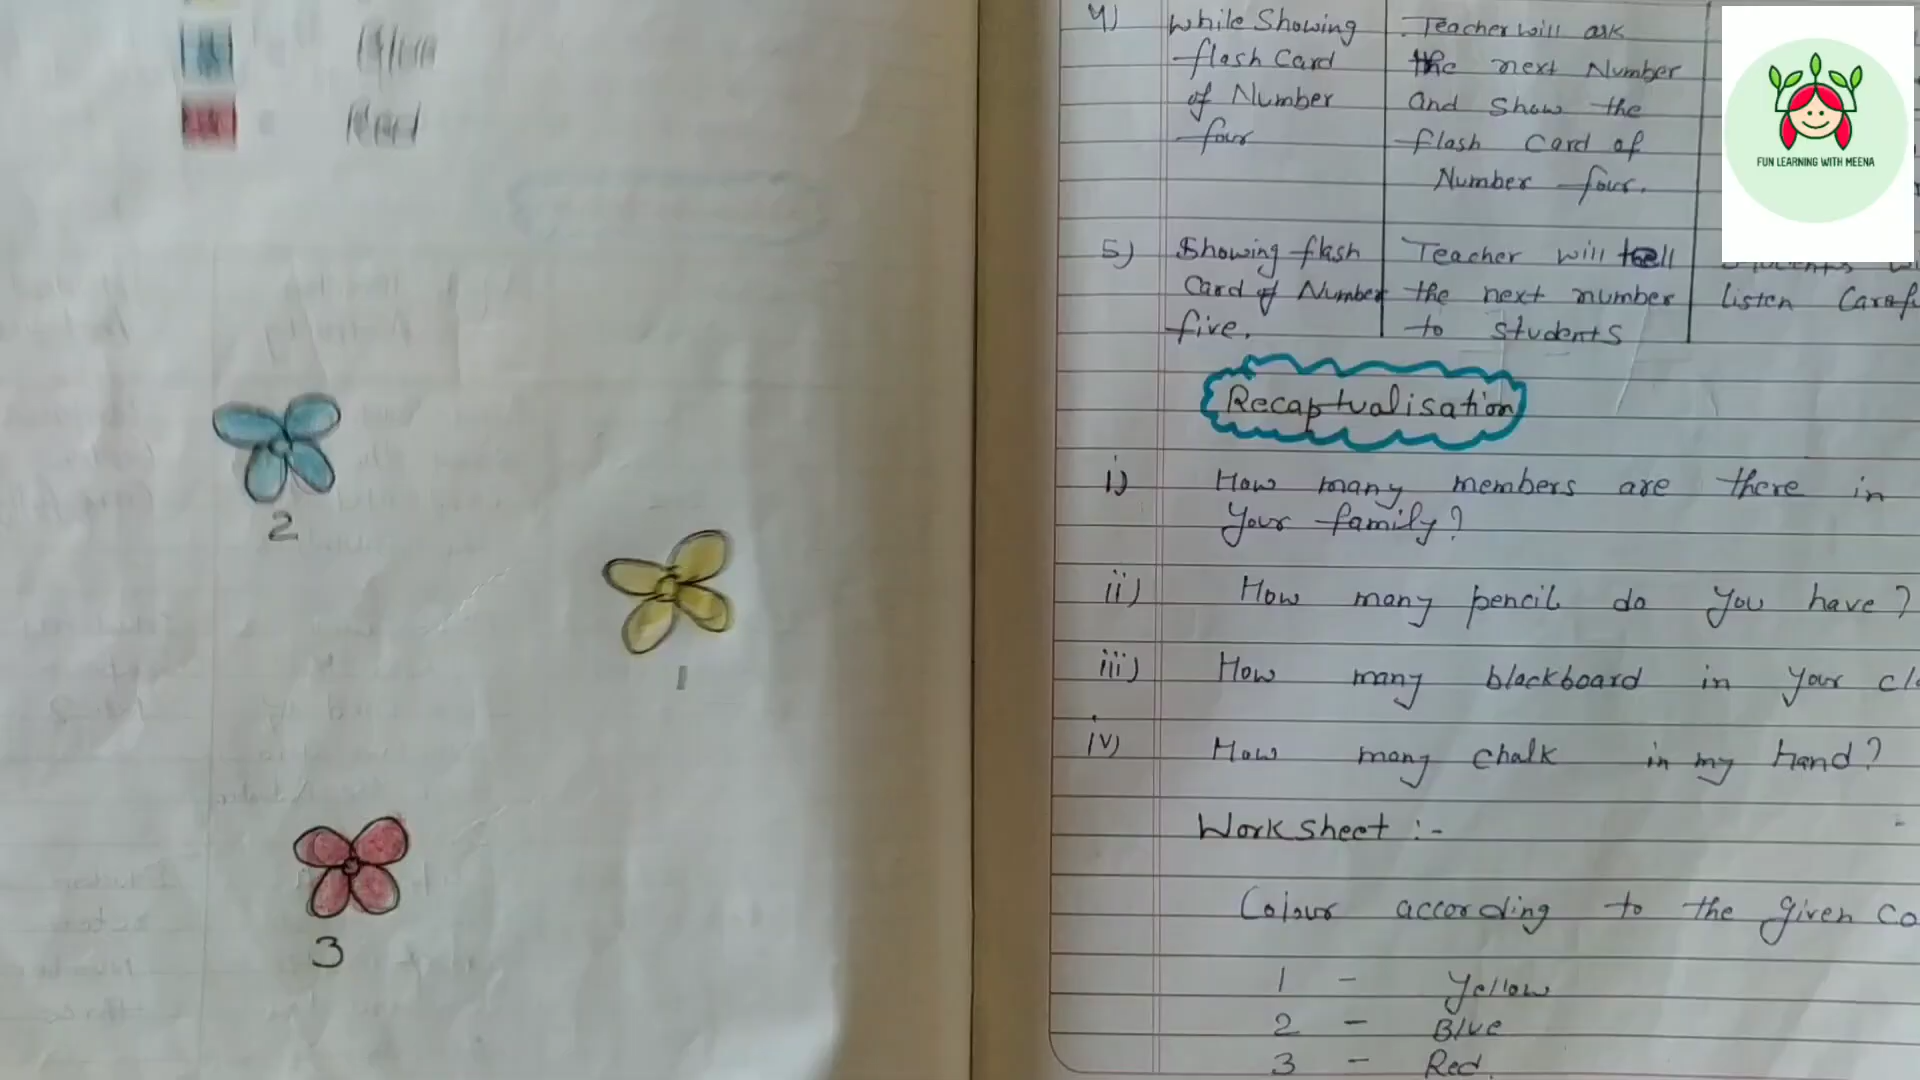 Blue
Red
2
1
3
4) While Showing
flash Card
of Number
four
Teacher will ask
the next Number
and show the
flash card of
Number four.
5) Showing flash
Card of Number
five.
Teacher will tell
the next number
to students
listen
Recaptualisation
i) How many members are there in
your family?
ii) How many pencil do you have?
iii) How many blackboard in your
iv) How many chalk in my hand?
Worksheet :-
Colour according to the given
1 - Yellow
2 - Blue
3 - Red.
FUN LEARNING WITH MEENA